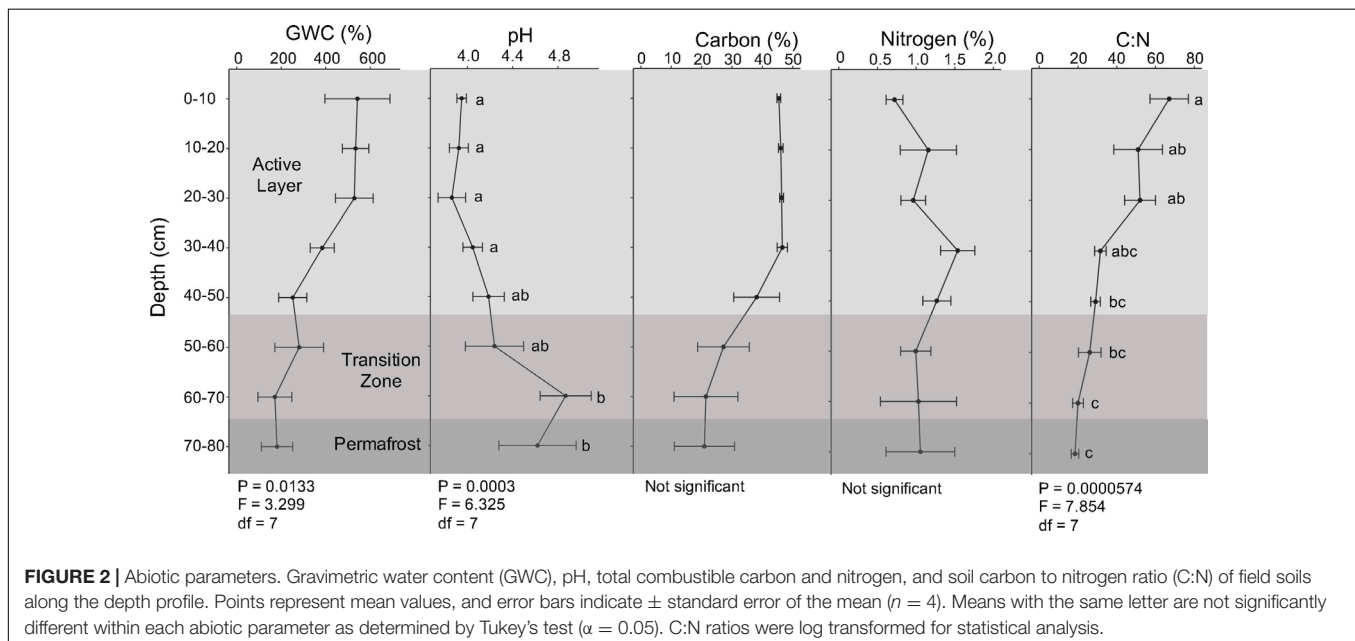 GWC (%) pH Carbon (%) Nitrogen (%) C:N
0 200 400 600 4.0 4.4 4.8 0 10 20 30 40 50 0 0.5 1.0 1.5 2.0 0 20 40 60 80
Depth (cm)
0-10 a a
10-20 a ab
Active
Layer
20-30 a ab
30-40 a abc
40-50 ab bc
50-60 ab bc
Transition
Zone
60-70 b c
Permafrost
70-80 b c
P = 0.0133 P = 0.0003 Not significant Not significant P = 0.0000574
F = 3.299 F = 6.325 F = 7.854
df = 7 df = 7 df = 7
FIGURE 2 | Abiotic parameters. Gravimetric water content (GWC), pH, total combustible carbon and nitrogen, and soil carbon to nitrogen ratio (C:N) of field soils
along the depth profile. Points represent mean values, and error bars indicate ± standard error of the mean (n = 4). Means with the same letter are not significantly
different within each abiotic parameter as determined by Tukey's test (α = 0.05). C:N ratios were log transformed for statistical analysis.